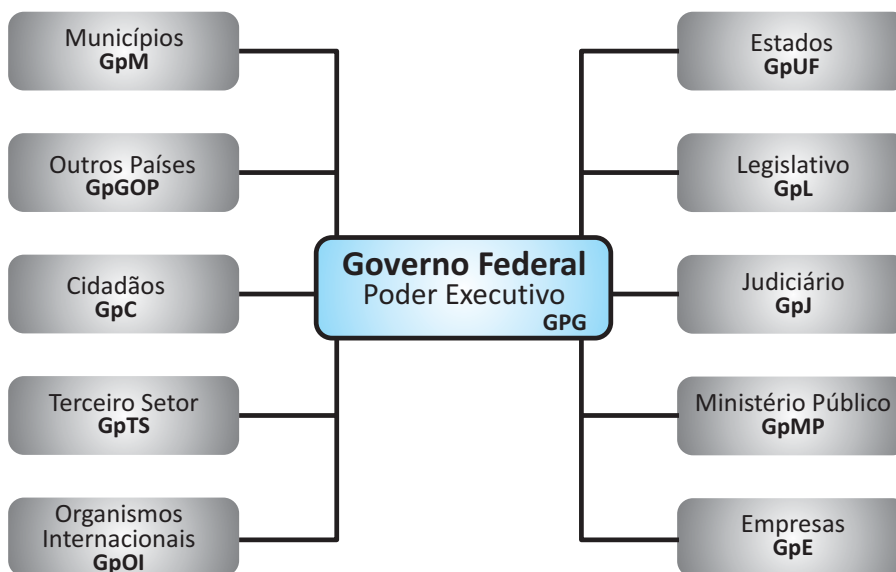 Municípios
GpM
Outros Países
GpGOP
Cidadãos
GpC
Terceiro Setor
GpTS
Organismos
Internacionais
GpOI
Governo Federal
Poder Executivo
GPG
Estados
GpUF
Legislativo
GpL
Judiciário
GpJ
Ministério Público
GpMP
Empresas
GpE